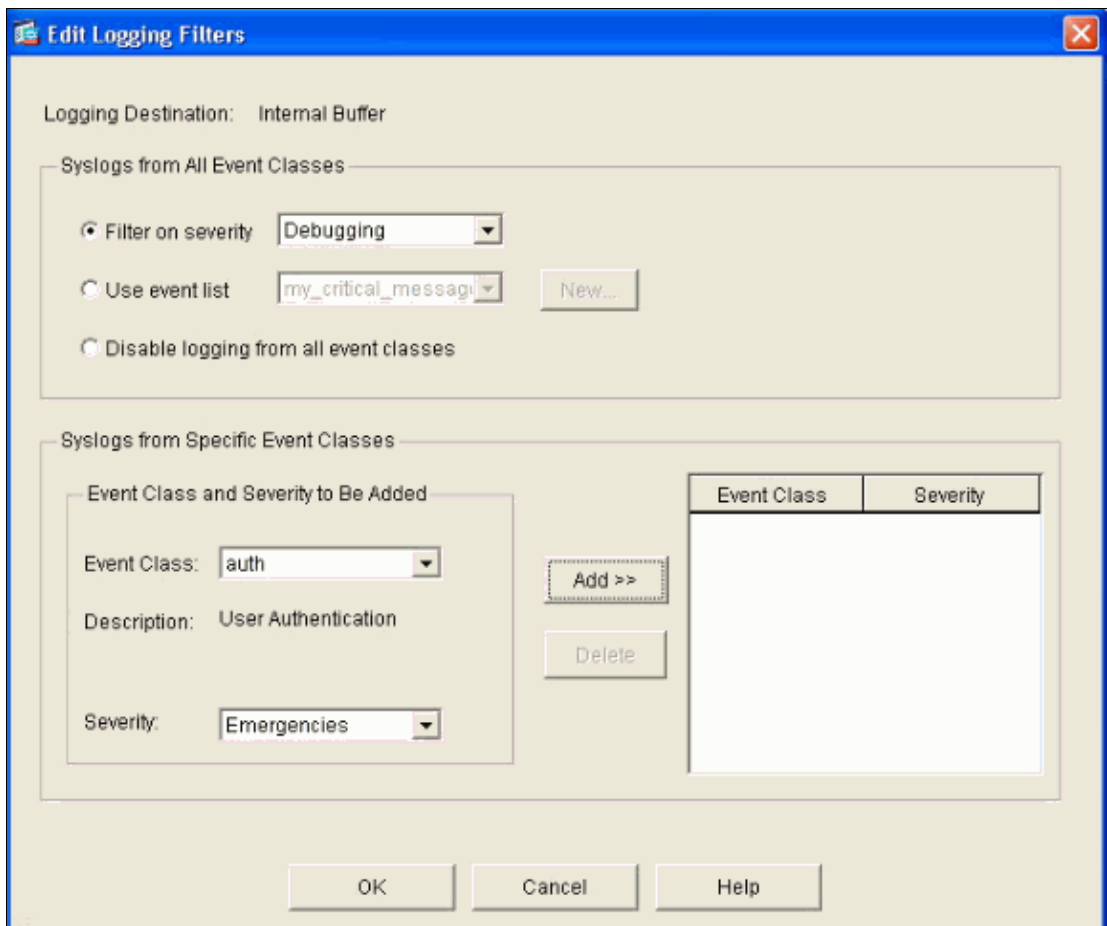 Edit Logging Filters
Logging Destination: Internal Buffer
Syslogs from All Event Classes
Filter on severity Debugging
Use event list my_critical_messag New...
Disable logging from all event classes
Syslogs from Specific Event Classes
Event Class and Severity to Be Added
Event Class: auth
Description: User Authentication
Severity: Emergencies
Add >>
Delete
Event Class Severity
OK Cancel Help